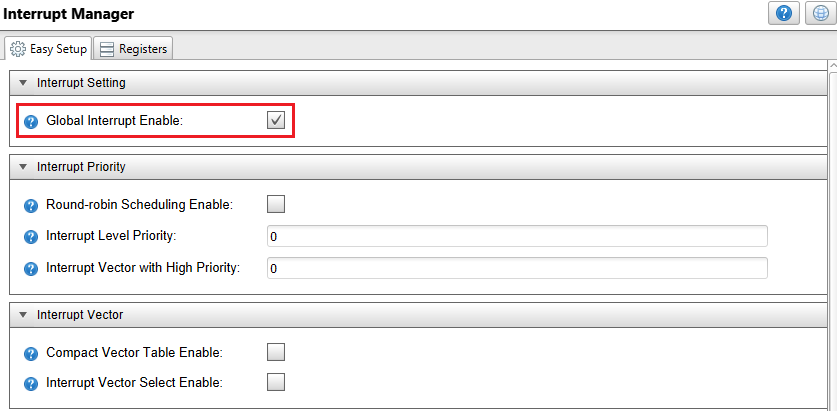 Interrupt Manager
?
Easy Setup
Registers
Interrupt Setting
? Global Interrupt Enable:
Interrupt Priority
? Round-robin Scheduling Enable:
? Interrupt Level Priority: 0
? Interrupt Vector with High Priority: 0
Interrupt Vector
? Compact Vector Table Enable:
? Interrupt Vector Select Enable: